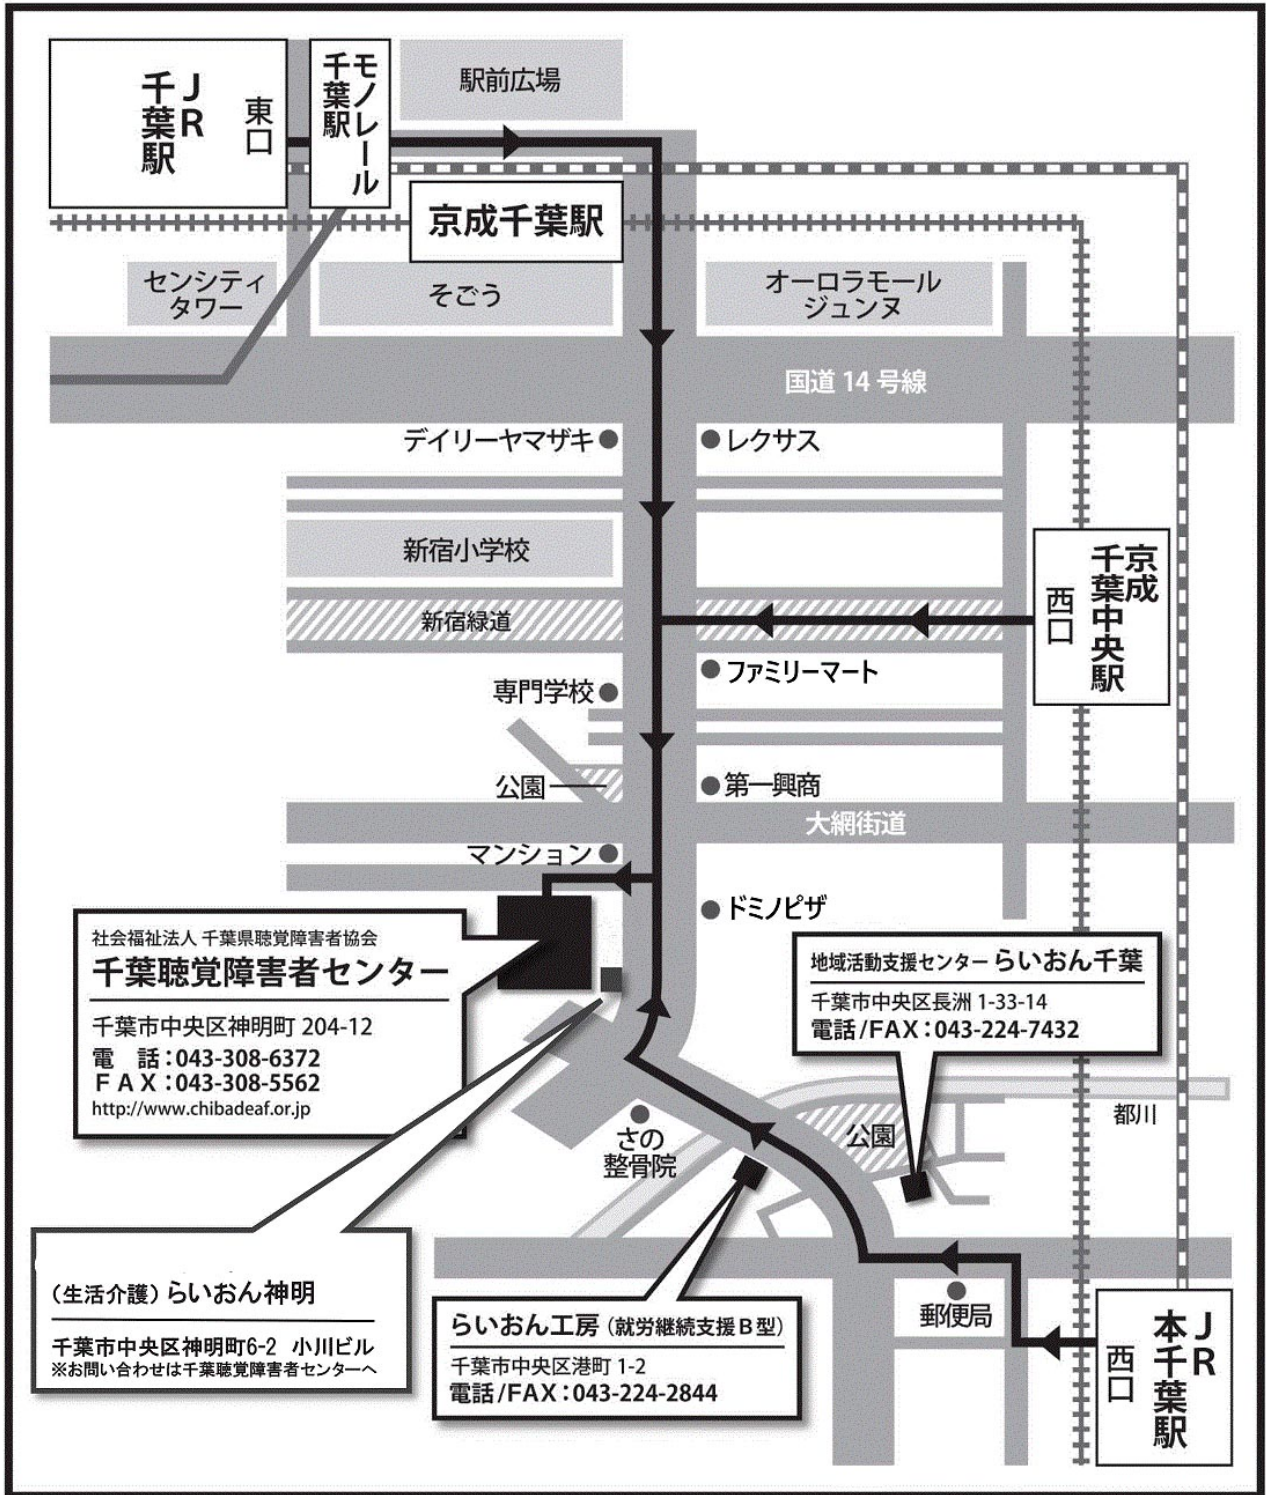 JR
千葉駅
東口
モノレール
千葉駅
駅前広場
京成千葉駅
センシティ
タワー
そごう
オーロラモール
ジュンヌ
国道 14 号線
デイリーヤマザキ
レクサス
新宿小学校
新宿緑道
京成
千葉中央駅
西口
ファミリーマート
専門学校
公園
第一興商
大網街道
マンション
ドミノピザ
社会福祉法人 千葉県聴覚障害者協会
千葉聴覚障害者センター
千葉市中央区神明町 204-12
電　話：043-308-6372
ＦＡＸ：043-308-5562
http://www.chibadeaf.or.jp
地域活動支援センター らいおん千葉
千葉市中央区長洲 1-33-14
電話/FAX：043-224-7432
都川
公園
さの
整骨院
（生活介護）らいおん神明
千葉市中央区神明町6-2 小川ビル
※お問い合わせは千葉聴覚障害者センターへ
らいおん工房（就労継続支援Ｂ型）
千葉市中央区港町 1-2
電話/FAX：043-224-2844
郵便局
JR
本千葉駅
西口